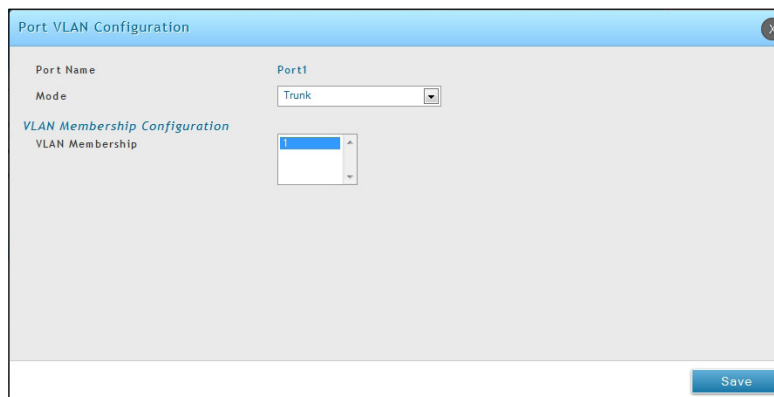 Port VLAN Configuration
X
Port Name Port1
Mode Trunk
VLAN Membership Configuration
VLAN Membership 1
Save